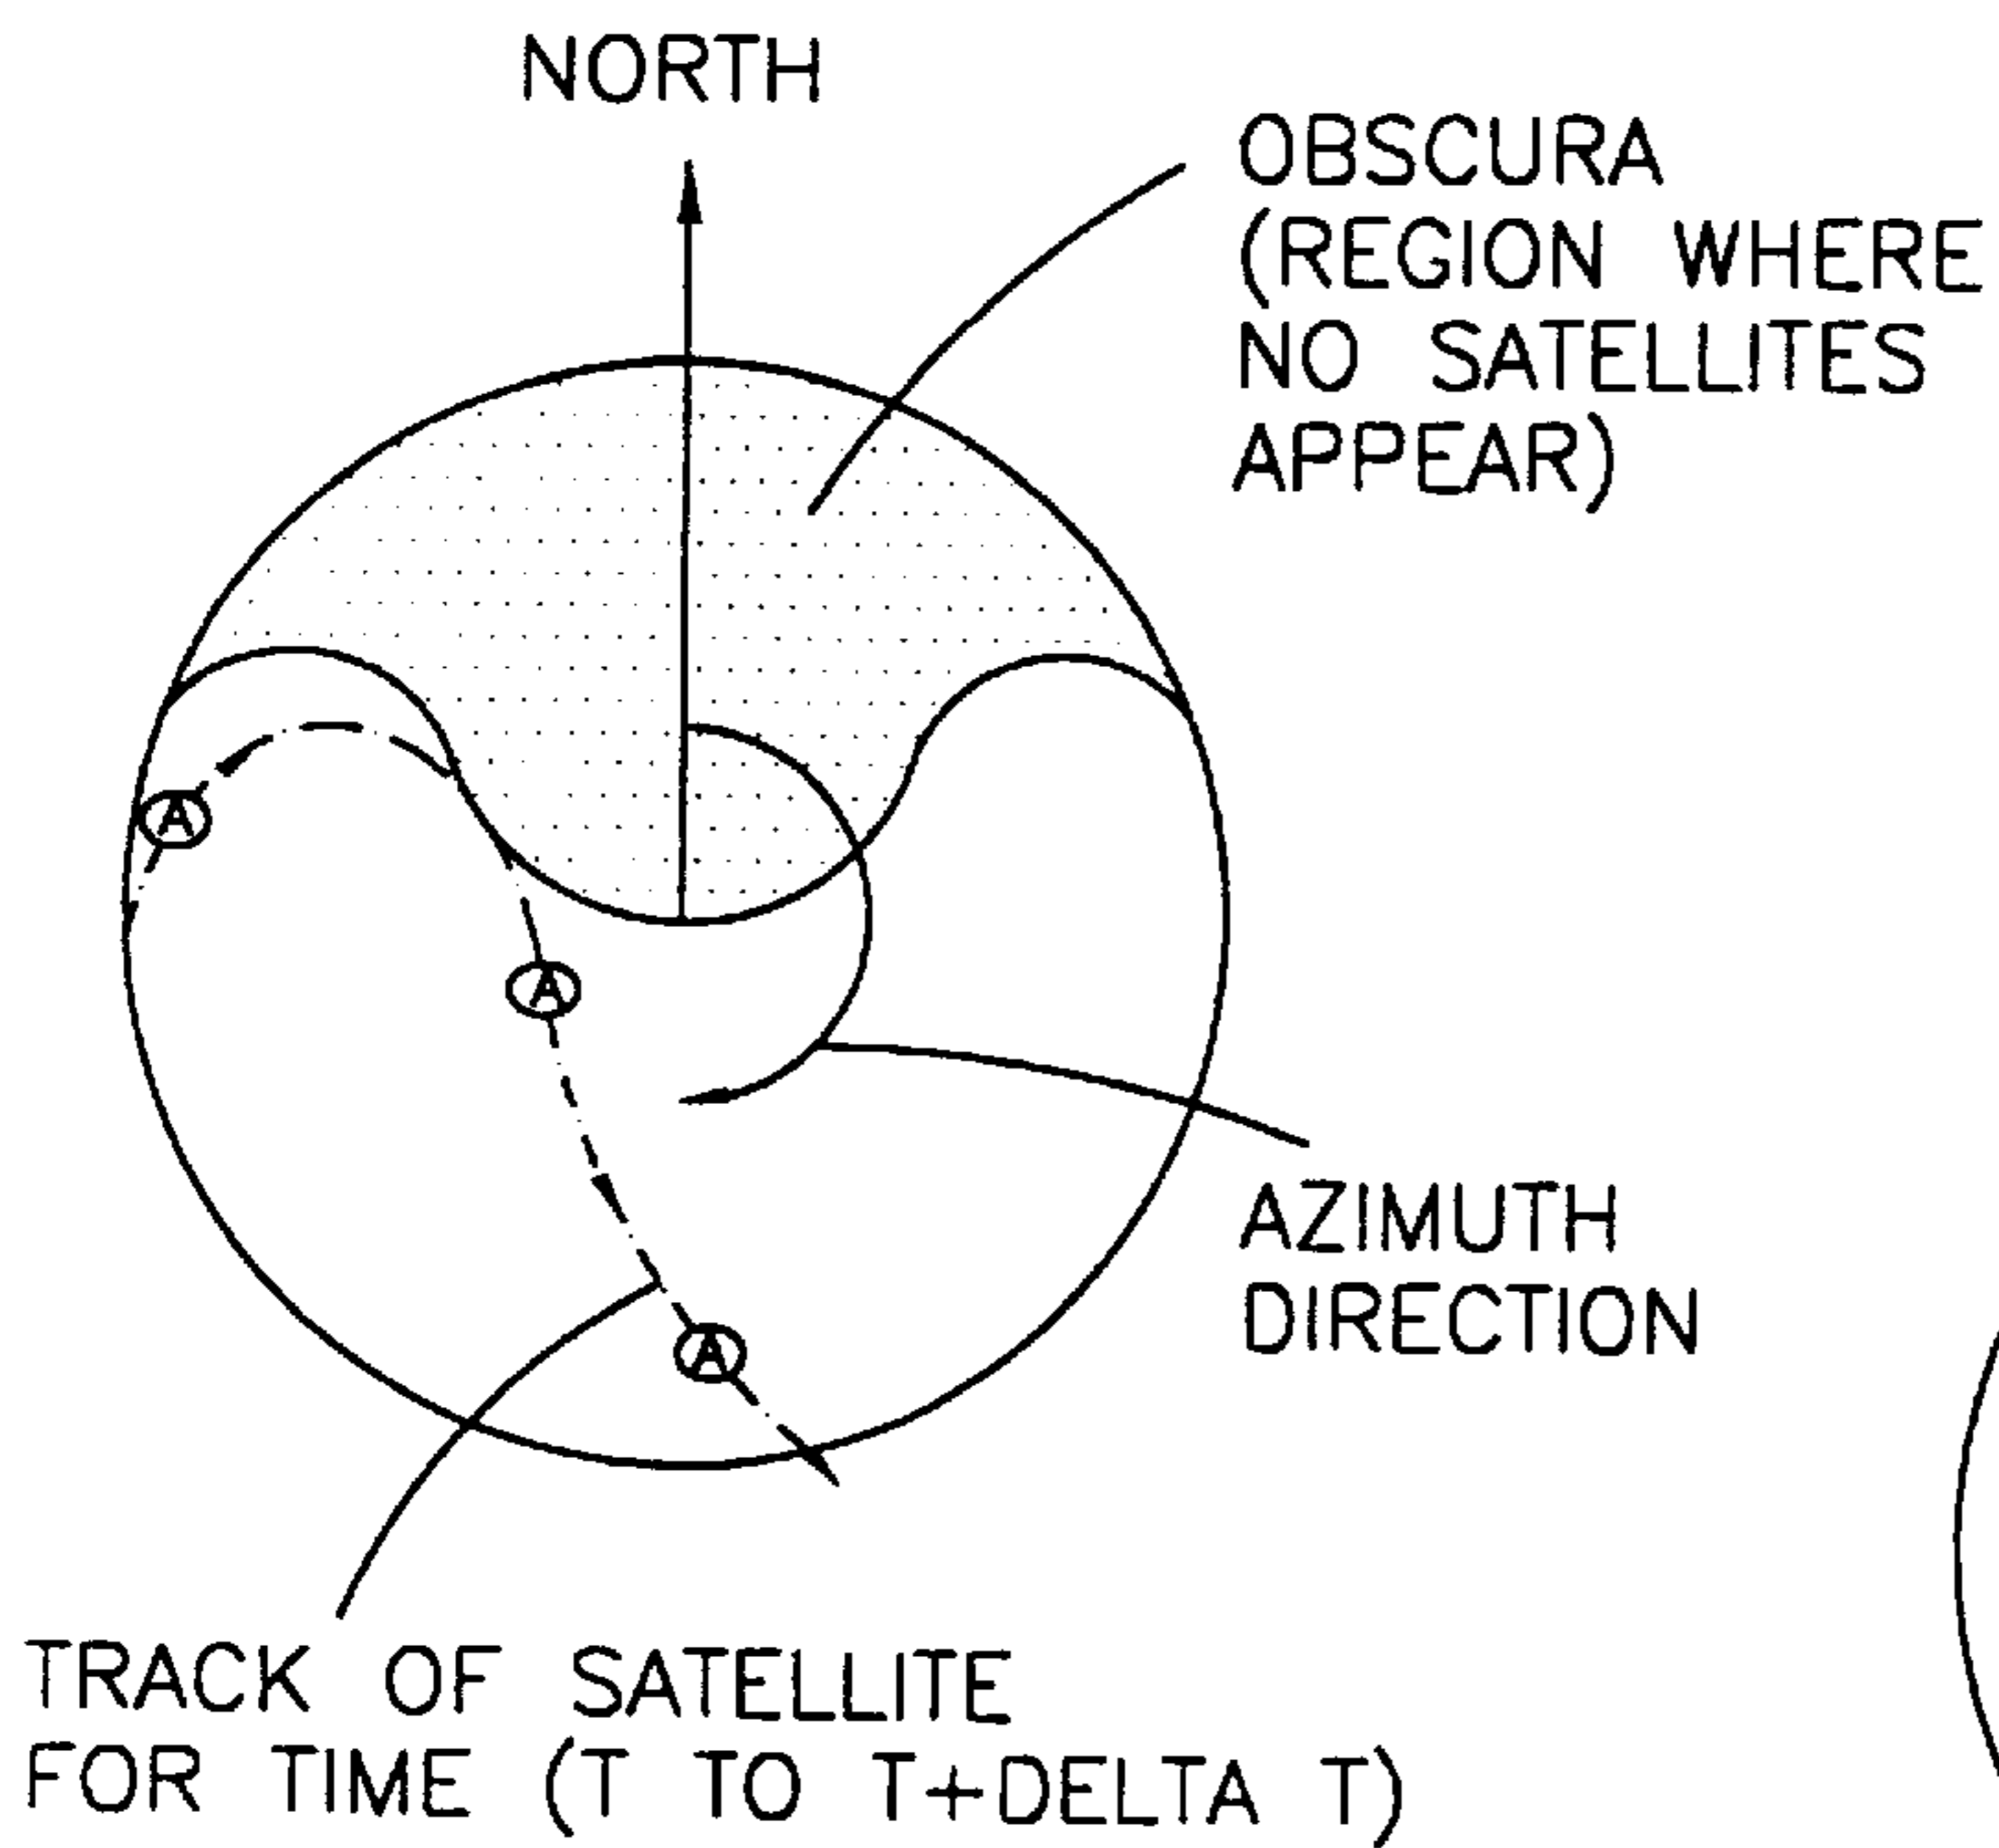 NORTH
OBSCURA
(REGION WHERE
NO SATELLITES
APPEAR)
A
A
AZIMUTH
DIRECTION
A
TRACK OF SATELLITE
FOR TIME (T TO T+DELTA T)